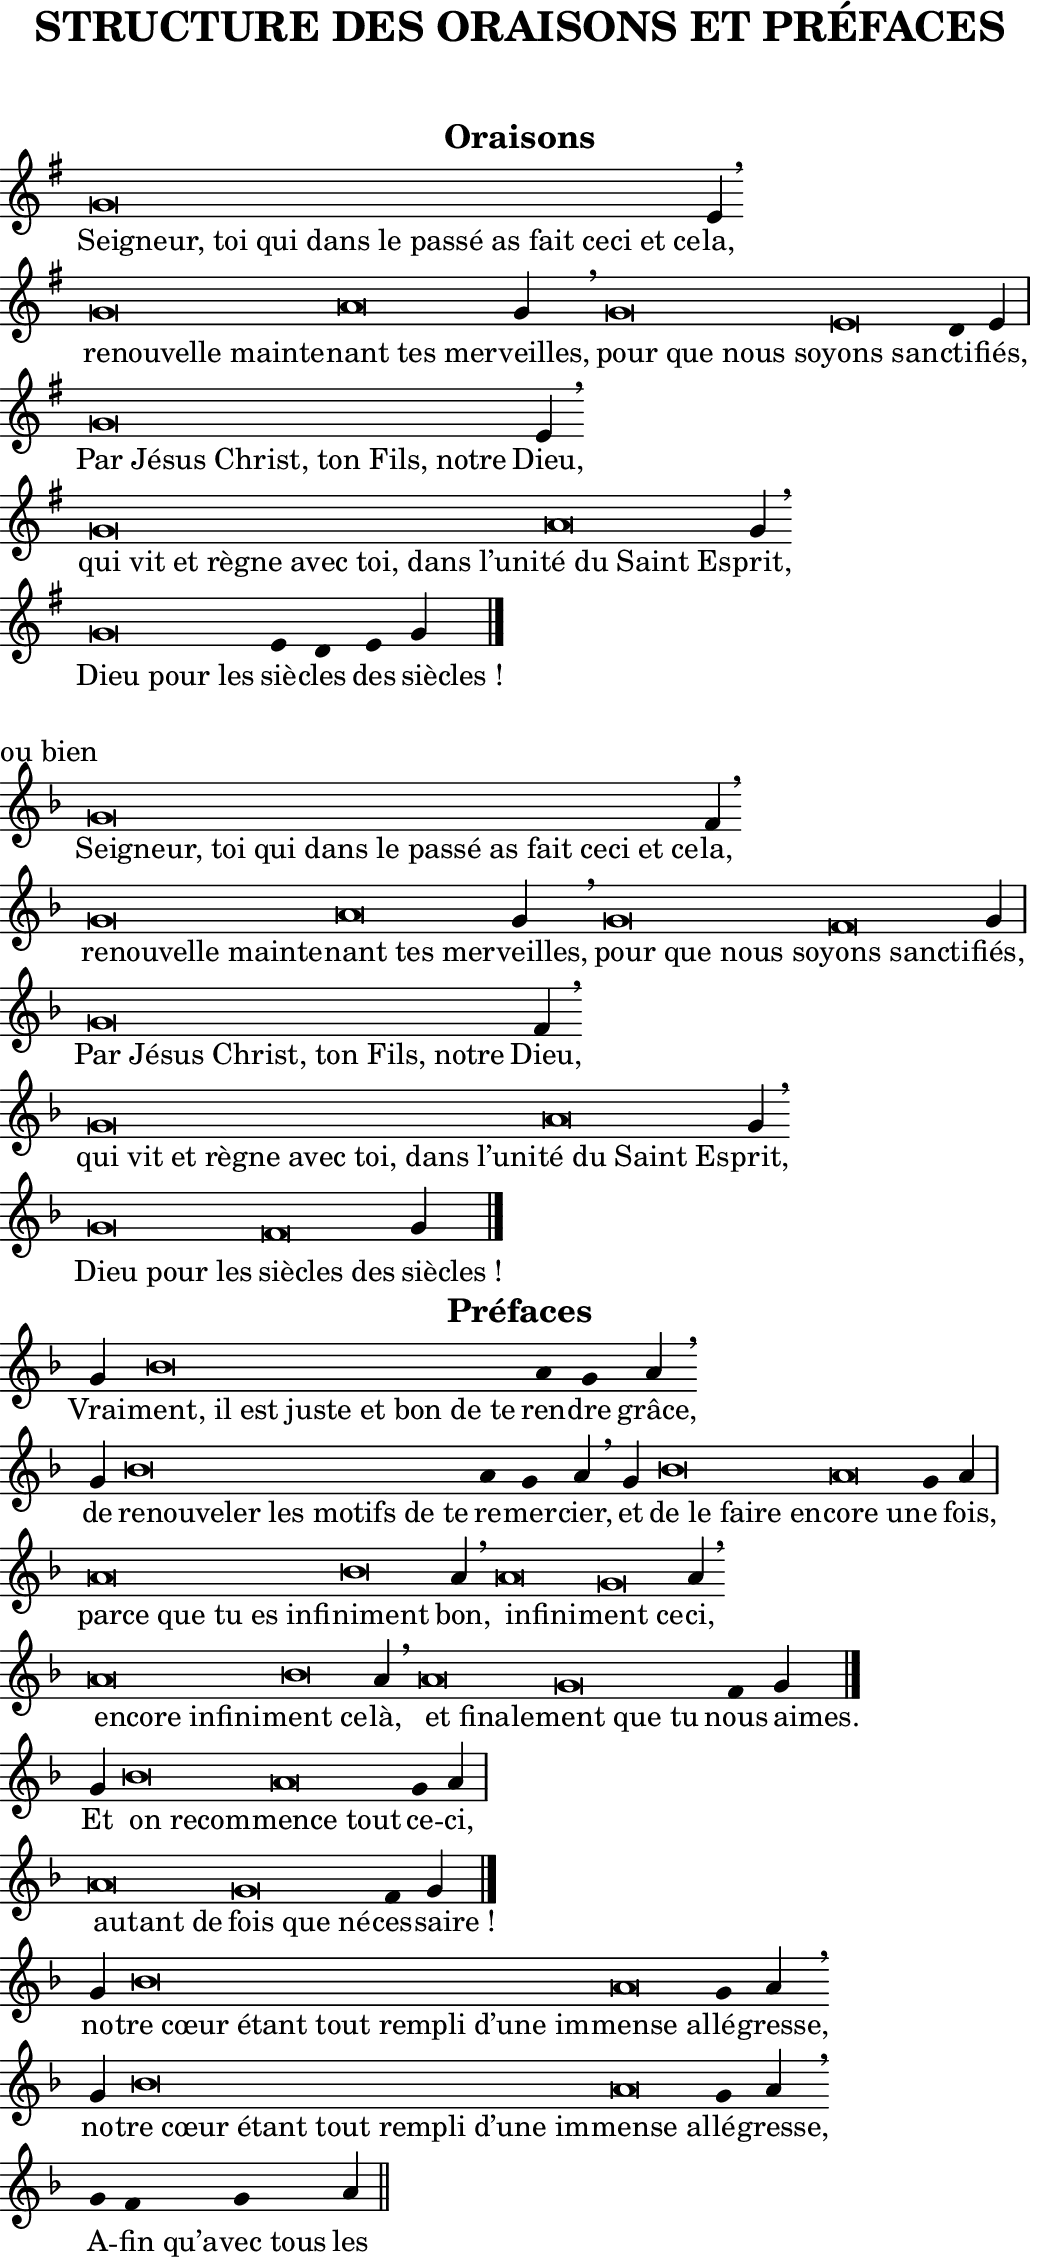 STRUCTURE DES ORAISONS ET PRÉFACES
Oraisons
Seigneur, toi qui dans le passé as fait ceci et cela,
renouvelle maintenant tes merveilles, pour que nous soyons sanctifiés,
Par Jésus Christ, ton Fils, notre Dieu,
qui vit et règne avec toi, dans l’unité du Saint Esprit,
Dieu pour les siècles des siècles !
ou bien
Seigneur, toi qui dans le passé as fait ceci et cela,
renouvelle maintenant tes merveilles, pour que nous soyons sanctifiés,
Par Jésus Christ, ton Fils, notre Dieu,
qui vit et règne avec toi, dans l’unité du Saint Esprit,
Dieu pour les siècles des siècles !
Préfaces
Vraiment, il est juste et bon de te rendre grâce,
de renouveler les motifs de te remercier, et de le faire encore une fois,
parce que tu es infiniment bon, infiniment ceci,
encore infiniment celà, et finalement que tu nous aimes.
Et on recommence tout ce-ci,
autant de fois que nécessaire !
notre cœur étant tout rempli d’une immense allégresse,
notre cœur étant tout rempli d’une immense allégresse,
A-fin qu’avec tous les